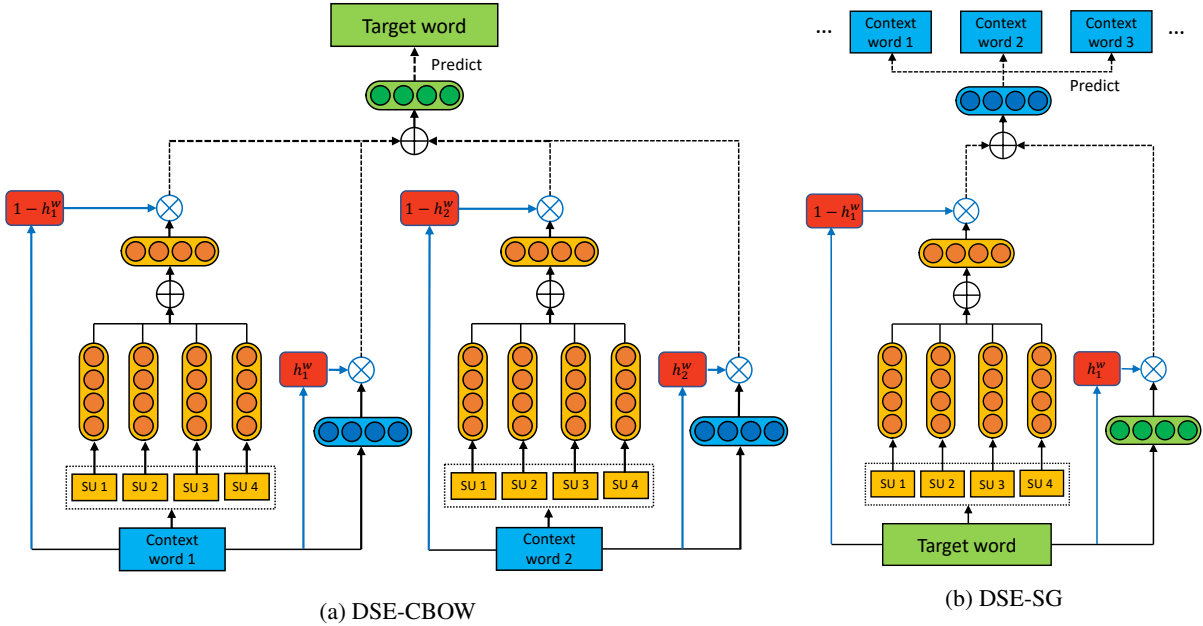 Target word
Predict
1 − h₁ʷ
1 − h₂ʷ
h₁ʷ
h₂ʷ
SU 1
SU 2
SU 3
SU 4
SU 1
SU 2
SU 3
SU 4
Context
word 1
Context
word 2
(a) DSE-CBOW
...
Context
word 1
Context
word 2
Context
word 3
...
Predict
1 − h₁ʷ
h₁ʷ
SU 1
SU 2
SU 3
SU 4
Target word
(b) DSE-SG